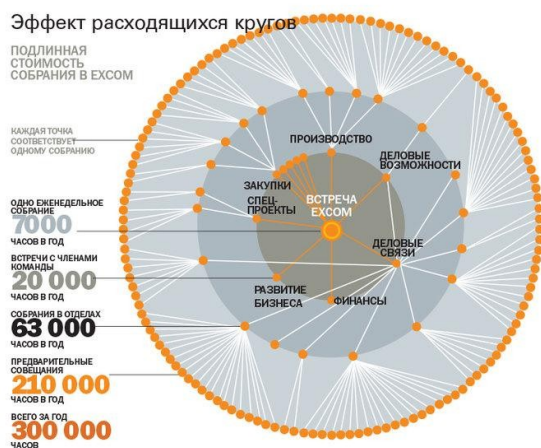 Эффект расходящихся кругов
ПОДЛИННАЯ
СТОИМОСТЬ
СОБРАНИЯ В EXCOM
КАЖДАЯ ТОЧКА
СООТВЕТСТВУЕТ
ОДНОМУ СОБРАНИЮ
ОДНО ЕЖЕНЕДЕЛЬНОЕ
СОБРАНИЕ
7000
ЧАСОВ В ГОД
ВСТРЕЧИ С ЧЛЕНАМИ
КОМАНДЫ
20 000
ЧАСОВ В ГОД
СОБРАНИЯ В ОТДЕЛАХ
63 000
ЧАСОВ В ГОД
ПРЕДВАРИТЕЛЬНЫЕ
СОВЕЩАНИЯ
210 000
ЧАСОВ В ГОД
ВСЕГО ЗА ГОД
300 000
ЧАСОВ
ПРОИЗВОДСТВО
ДЕЛОВЫЕ
ВОЗМОЖНОСТИ
ЗАКУПКИ
СПЕЦ-
ПРОЕКТЫ
ВСТРЕЧА
EXCOM
ДЕЛОВЫЕ
СВЯЗИ
РАЗВИТИЕ
БИЗНЕСА
ФИНАНСЫ